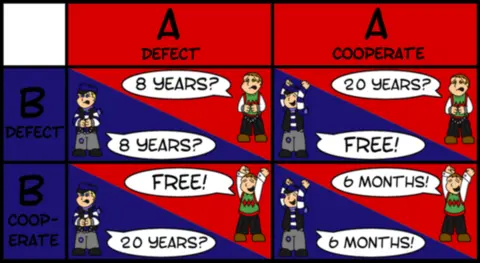 A
DEFECT
A
COOPERATE
B
DEFECT
8 YEARS?
8 YEARS?
20 YEARS?
FREE!
B
COOP-
ERATE
FREE!
20 YEARS?
6 MONTHS!
6 MONTHS!